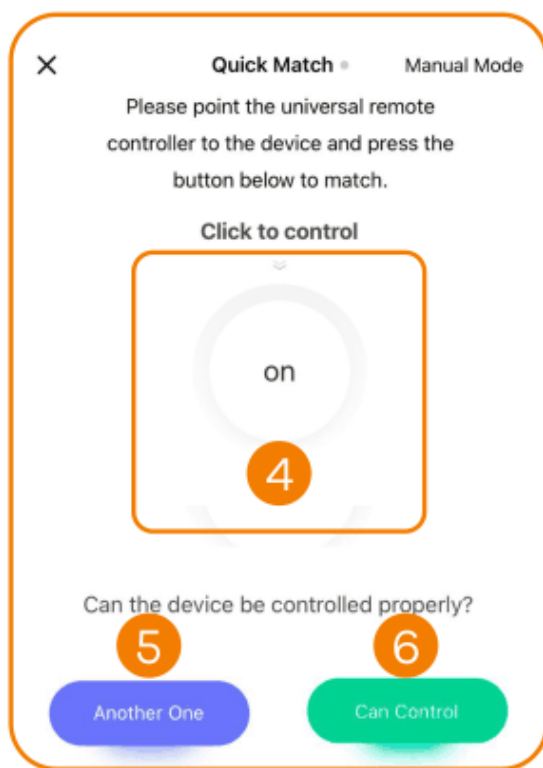 Quick Match Manual Mode
Please point the universal remote
controller to the device and press the
button below to match.
Click to control
on
4
Can the device be controlled properly?
5 6
Another One Can Control